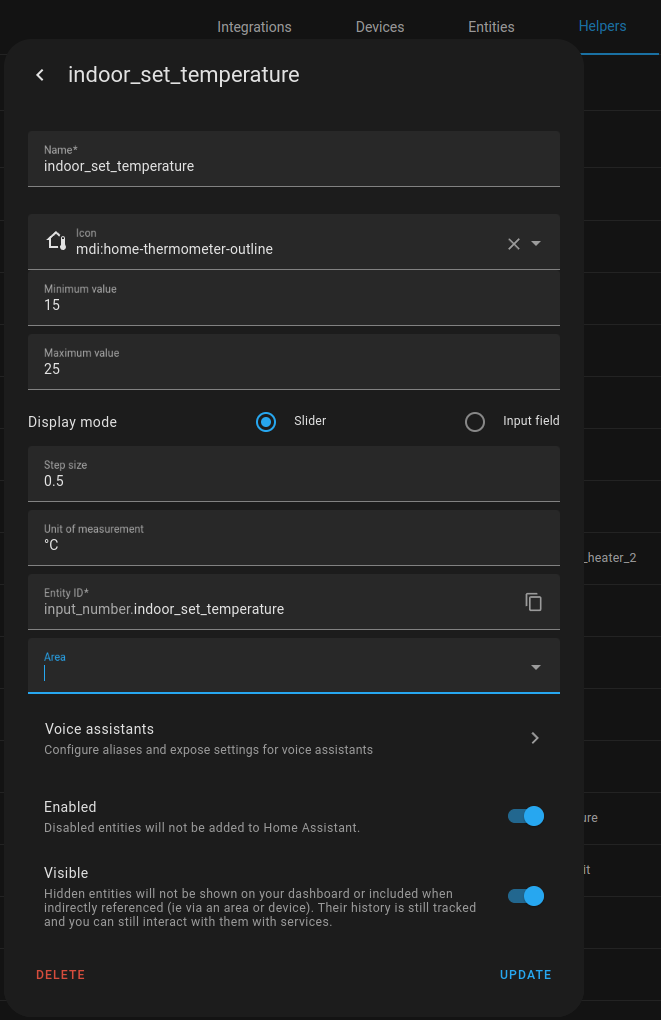 Integrations Devices Entities Helpers
indoor_set_temperature
Name*
indoor_set_temperature
Icon
mdi:home-thermometer-outline
Minimum value
15
Maximum value
25
Display mode Slider Input field
Step size
0.5
Unit of measurement
°C
_heater_2
Entity ID*
input_number.indoor_set_temperature
Area
Voice assistants
Configure aliases and expose settings for voice assistants
Enabled
Disabled entities will not be added to Home Assistant.
ure
Visible
it
Hidden entities will not be shown on your dashboard or included when
indirectly referenced (ie via an area or device). Their history is still tracked
and you can still interact with them with services.
DELETE UPDATE